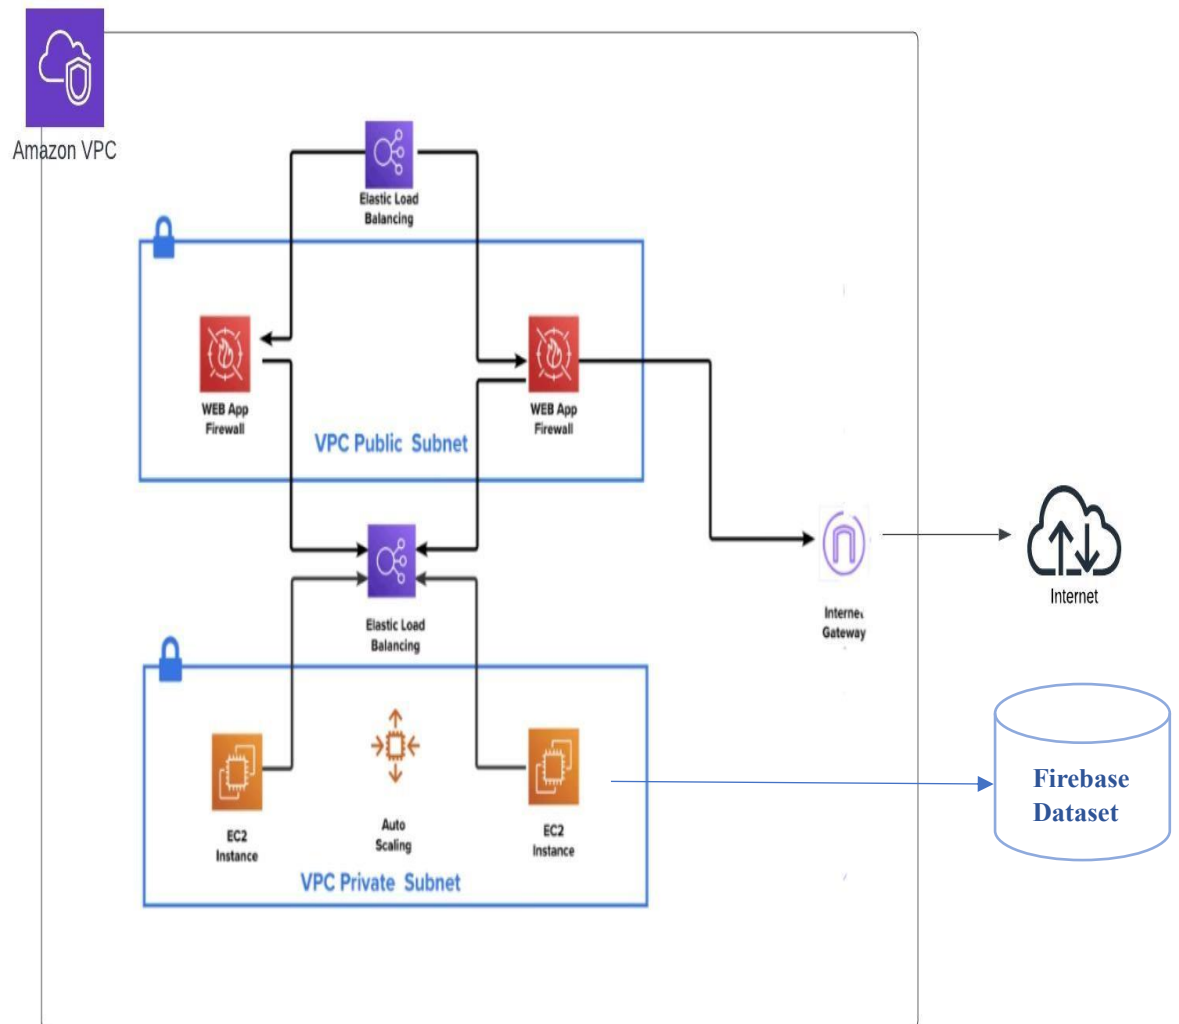 Amazon VPC
Elastic Load
Balancing
WEB App
Firewall
WEB App
Firewall
VPC Public Subnet
Elastic Load
Balancing
Internet
Gateway
Internet
EC2
Instance
Auto
Scaling
EC2
Instance
VPC Private Subnet
Firebase
Dataset